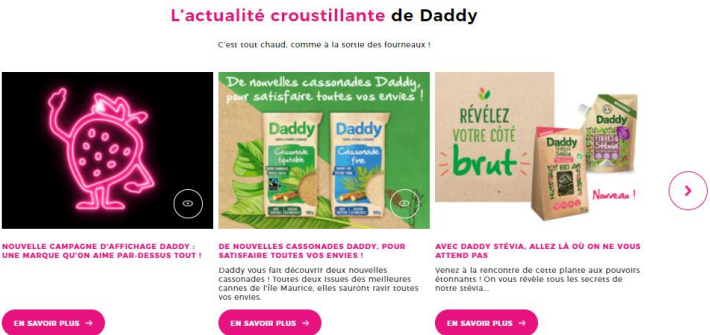 L'actualité croustillante de Daddy
C'est tout chaud, comme à la sortie des fourneaux !
De nouvelles cassonades Daddy,
pour satisfaire toutes vos envies !
Daddy
Cassonade
équitable
Daddy
Cassonade
fine
RÉVÉLEZ
VOTRE CÔTÉ
brut
Daddy
BIO
Daddy
FIBRES &
Stévia
Nouveau !
NOUVELLE CAMPAGNE D'AFFICHAGE DADDY :
UNE MARQUE QU'ON AIME PAR-DESSUS TOUT !
EN SAVOIR PLUS →
DE NOUVELLES CASSONADES DADDY, POUR
SATISFAIRE TOUTES VOS ENVIES !
Daddy vous fait découvrir deux nouvelles
cassonades ! Toutes deux issues des meilleures
cannes de l'île Maurice, elles sauront ravir toutes
vos envies.
EN SAVOIR PLUS →
AVEC DADDY STÉVIA, ALLEZ LÀ OÙ ON NE VOUS
ATTEND PAS
Venez à la rencontre de cette plante aux pouvoirs
étonnants ! On vous révèle tous les secrets de
notre stévia...
EN SAVOIR PLUS →